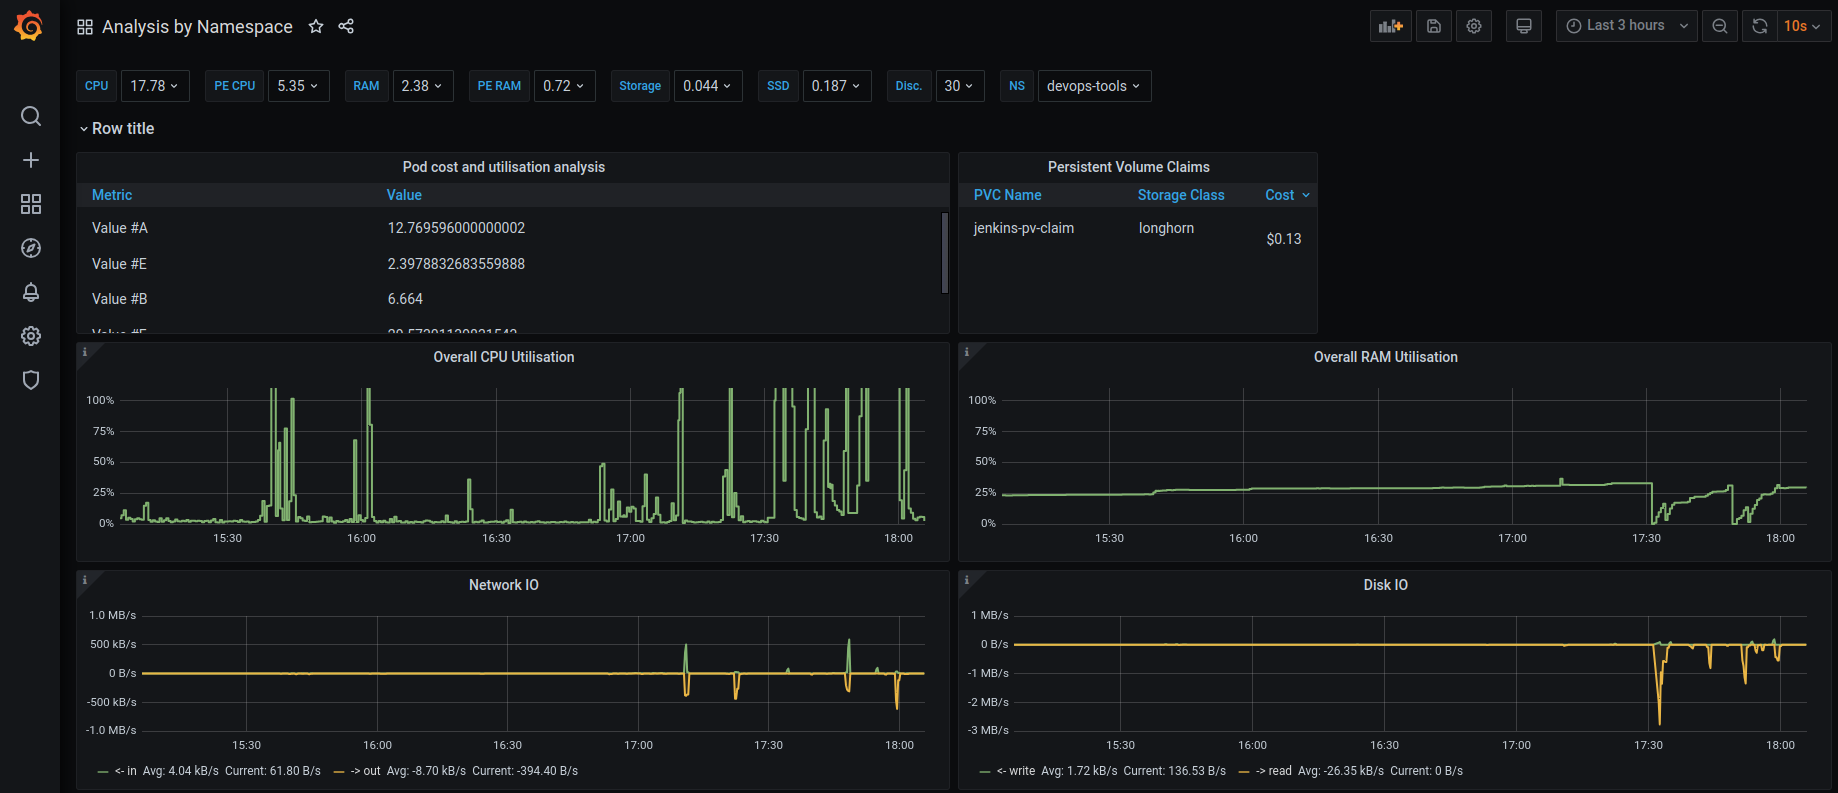 Analysis by Namespace
Last 3 hours
10s
CPU 17.78 PE CPU 5.35 RAM 2.38 PE RAM 0.72 Storage 0.044 SSD 0.187 Disc. 30 NS devops-tools
Row title
Pod cost and utilisation analysis
Metric Value
Value #A 12.769596000000002
Value #E 2.3978832683559888
Value #B 6.664
Persistent Volume Claims
PVC Name Storage Class Cost
jenkins-pv-claim longhorn $0.13
Overall CPU Utilisation
100%
75%
50%
25%
0%
15:30 16:00 16:30 17:00 17:30 18:00
Overall RAM Utilisation
100%
75%
50%
25%
0%
15:30 16:00 16:30 17:00 17:30 18:00
Network IO
1.0 MB/s
500 kB/s
0 B/s
-500 kB/s
-1.0 MB/s
15:30 16:00 16:30 17:00 17:30 18:00
<- in Avg: 4.04 kB/s Current: 61.80 B/s -> out Avg: -8.70 kB/s Current: -394.40 B/s
Disk IO
1 MB/s
0 B/s
-1 MB/s
-2 MB/s
-3 MB/s
15:30 16:00 16:30 17:00 17:30 18:00
<- write Avg: 1.72 kB/s Current: 136.53 B/s -> read Avg: -26.35 kB/s Current: 0 B/s